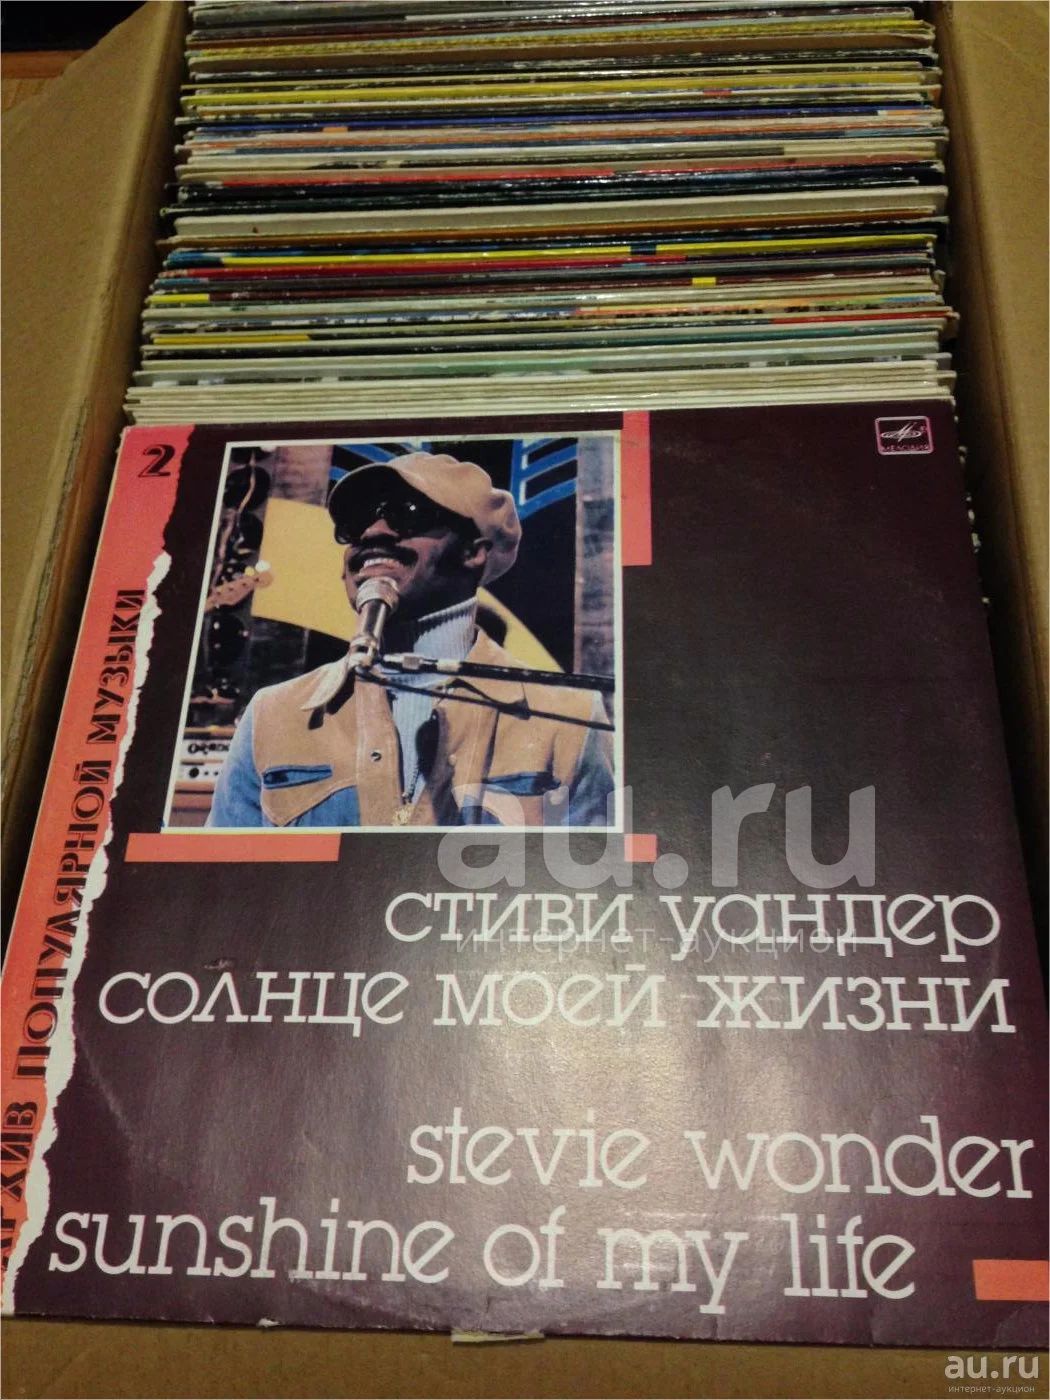 2
АРХИВ ПОПУЛЯРНОЙ МУЗЫКИ
МЕЛОДИЯ
стиви уандер
солнце моей жизни
stevie wonder
sunshine of my life
au.ru
интернет-аукцион
au.ru
интернет-аукцион